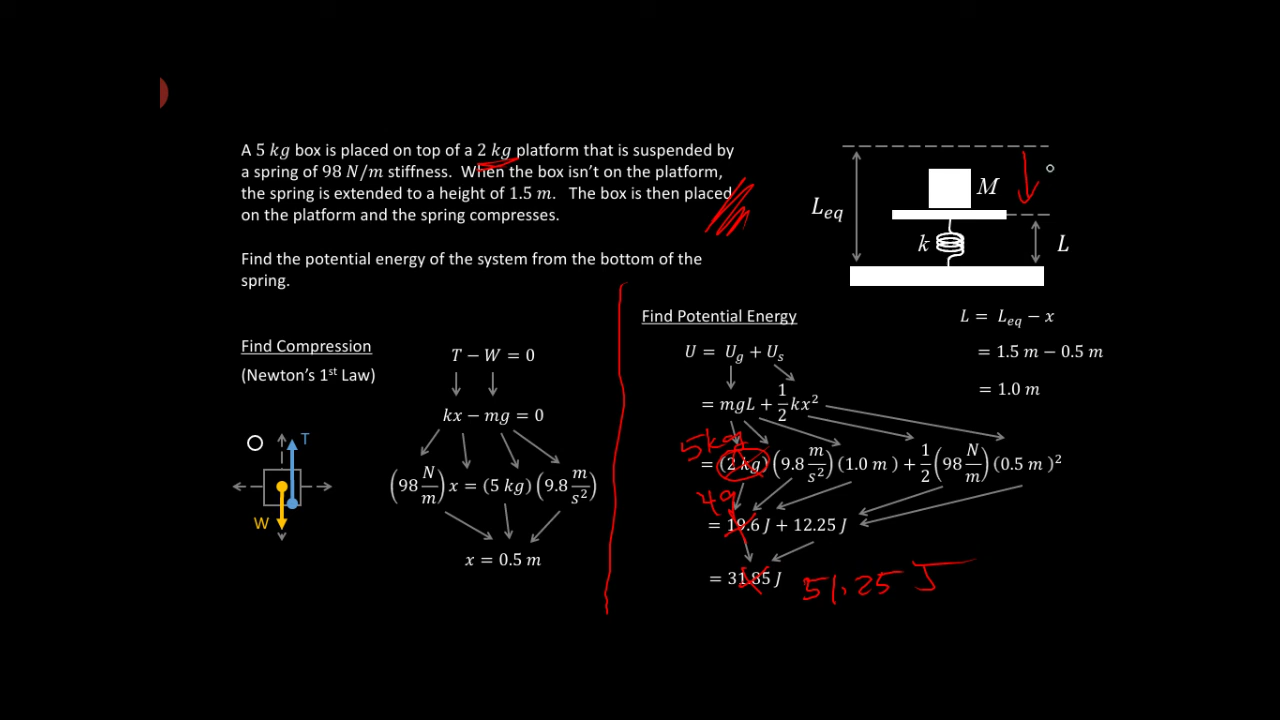 A 5 kg box is placed on top of a 2 kg platform that is suspended by
a spring of 98 N/m stiffness. When the box isn't on the platform,
the spring is extended to a height of 1.5 m. The box is then placed
on the platform and the spring compresses.
Find the potential energy of the system from the bottom of the
spring.
L_eq
M
k
L
Find Compression
(Newton's 1st Law)
T − W = 0
kx − mg = 0
(98 N/m) x = (5 kg) (9.8 m/s²)
x = 0.5 m
T
W
Find Potential Energy
U = U_g + U_s
= mgL + 1/2 kx²
5kg
= (2 kg) (9.8 m/s²) (1.0 m) + 1/2 (98 N/m) (0.5 m)²
49
= 19.6 J + 12.25 J
= 31.85 J
51.25 J
L = L_eq − x
= 1.5 m − 0.5 m
= 1.0 m